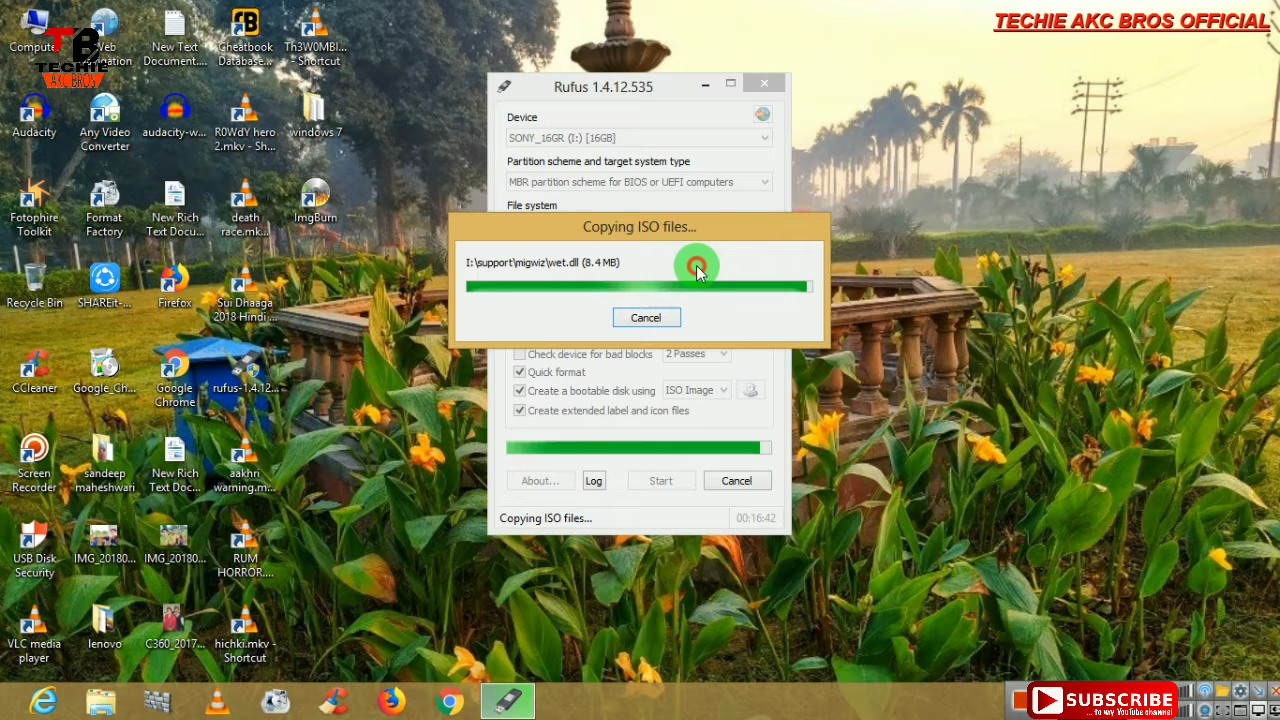 TECHIE AKC BROS OFFICIAL
TB
TECHIE
AKC BROS
New Text
Document....
Cheatbook
Database...
Th3W0MBl...
- Shortcut
Audacity
Any Video
Converter
audacity-w...
R0WdY hero
2.mkv - Sh...
windows 7
Fotophire
Toolkit
Format
Factory
New Rich
Text Docu...
death
race.mk...
ImgBurn
Recycle Bin
SHAREit-...
Firefox
Sui Dhaaga
2018 Hindi ...
CCleaner
Google_Ch...
Google
Chrome
rufus-1.4.12...
Screen
Recorder
sandeep
maheshwari
New Rich
Text Doc...
aakhri
warning.m...
USB Disk
Security
IMG_20180...
IMG_20180...
RUM
HORROR....
VLC media
player
lenovo
C360_2017...
hichki.mkv -
Shortcut
Rufus 1.4.12.535
Device
SONY_16GR (I:) [16GB]
Partition scheme and target system type
MBR partition scheme for BIOS or UEFI computers
File system
Copying ISO files...
I:\support\migwiz\wet.dll (8.4 MB)
Cancel
Check device for bad blocks 2 Passes
Quick format
Create a bootable disk using ISO Image
Create extended label and icon files
About... Log Start Cancel
Copying ISO files... 00:16:42
SUBSCRIBE
... to my YouTube channel